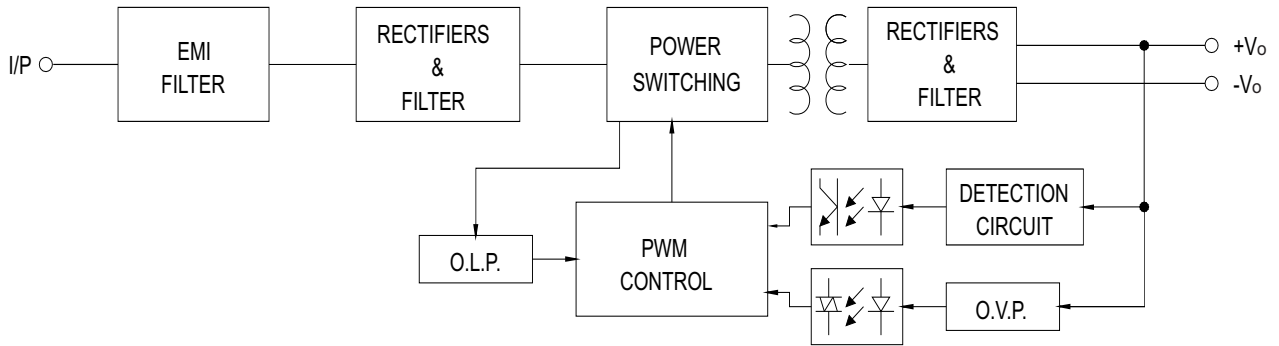 I/P
EMI
FILTER
RECTIFIERS
&
FILTER
POWER
SWITCHING
RECTIFIERS
&
FILTER
+Vo
-Vo
DETECTION
CIRCUIT
O.L.P.
PWM
CONTROL
O.V.P.